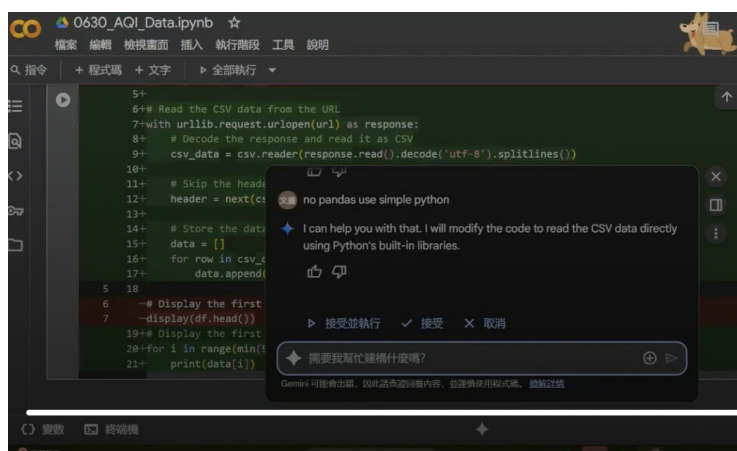 CO 0630_AQI_Data.ipynb ☆
檔案 編輯 檢視畫面 插入 執行階段 工具 說明
指令 + 程式碼 + 文字 ▷ 全部執行
5+
6+# Read the CSV data from the URL
7+with urllib.request.urlopen(url) as response:
8+ # Decode the response and read it as CSV
9+ csv_data = csv.reader(response.read().decode('utf-8').splitlines())
10+
11+ # Skip the heade
12+ header = next(cs
13+
14+ # Store the data
15+ data = []
16+ for row in csv_d
17+ data.append(
5 18
6 -# Display the first
7 -display(df.head())
19+# Display the first
20+for i in range(min(5
21+ print(data[i])
no pandas use simple python
I can help you with that. I will modify the code to read the CSV data directly
using Python's built-in libraries.
▷ 接受並執行 ✓ 接受 ✕ 取消
需要我幫忙建構什麼嗎?
Gemini 可能會出錯，因此請查證回覆內容，並謹慎使用程式碼。 瞭解詳情
{} 變數 終端機